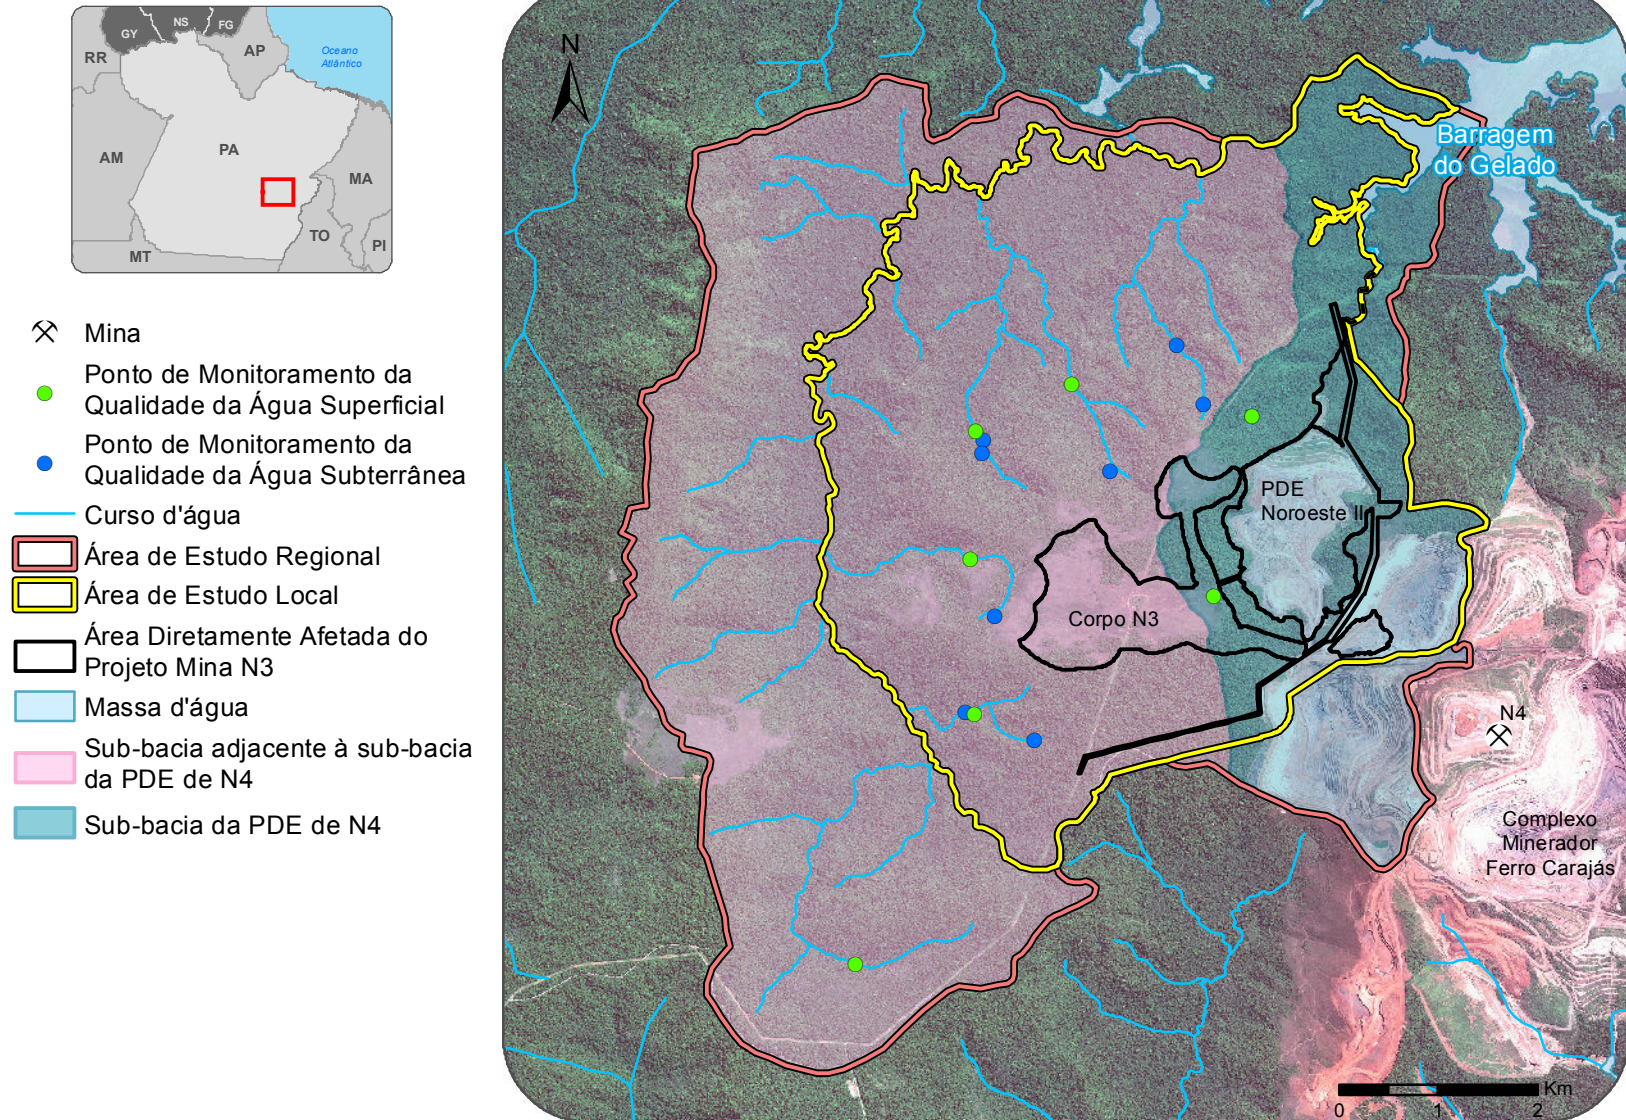 GY
NS
FG
RR
AP
Oceano
Atlântico
AM
PA
MA
TO
PI
MT
Mina
Ponto de Monitoramento da
Qualidade da Água Superficial
Ponto de Monitoramento da
Qualidade da Água Subterrânea
Curso d'água
Área de Estudo Regional
Área de Estudo Local
Área Diretamente Afetada do
Projeto Mina N3
Massa d'água
Sub-bacia adjacente à sub-bacia
da PDE de N4
Sub-bacia da PDE de N4
N
Barragem
do Gelado
PDE
Noroeste II
Corpo N3
N4
Complexo
Minerador
Ferro Carajás
Km
0 1 2